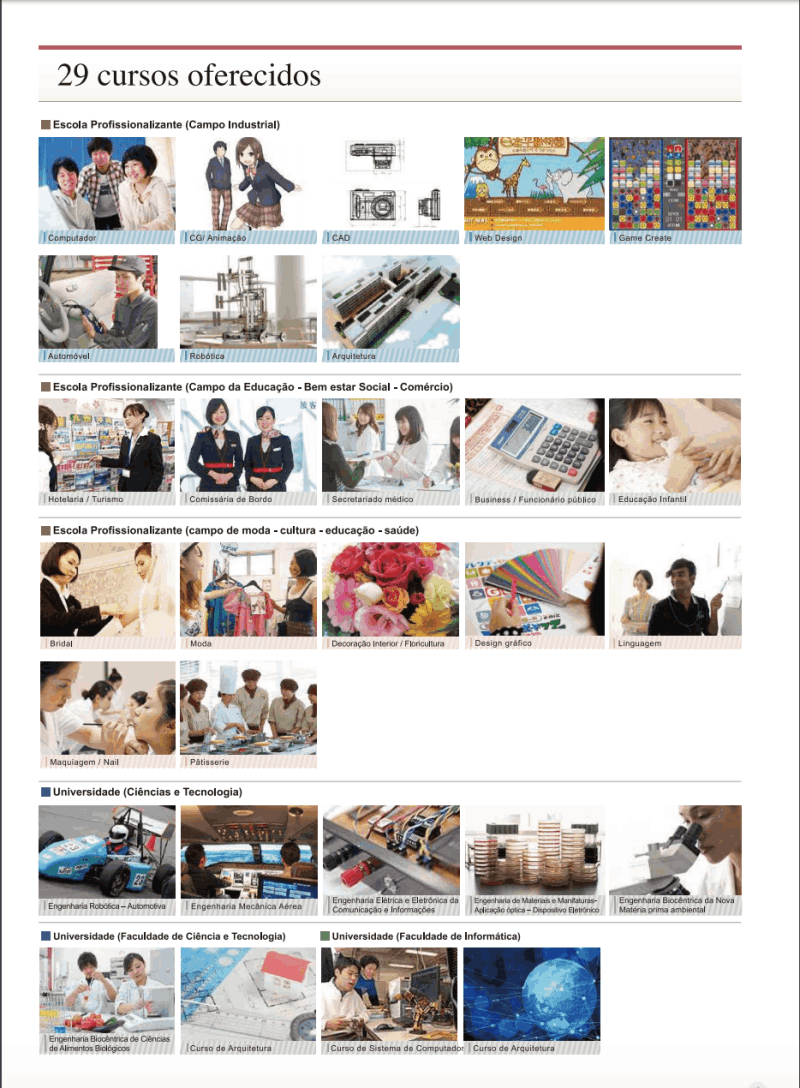 29 cursos oferecidos
Escola Profissionalizante (Campo Industrial)
Computador
CG/ Animação
CAD
Web Design
Game Create
Automóvel
Robótica
Arquitetura
Escola Profissionalizante (Campo da Educação - Bem estar Social - Comércio)
Hotelaria / Turismo
Comissária de Bordo
Secretariado médico
Business / Funcionário público
Educação Infantil
Escola Profissionalizante (campo de moda - cultura - educação - saúde)
Bridal
Moda
Decoração Interior / Floricultura
Design gráfico
Linguagem
Maquiagem / Nail
Pâtisserie
Universidade (Ciências e Tecnologia)
Engenharia Robótica – Automotiva
Engenharia Mecânica Aérea
Engenharia Elétrica e Eletrônica da
Comunicação e Informações
Engenharia de Materiais e Manifaturas-
Aplicação óptica – Dispositivo Eletrônico
Engenharia Biocêntrica da Nova
Matéria prima ambiental
Universidade (Faculdade de Ciência e Tecnologia)
Universidade (Faculdade de Informática)
Engenharia Biocêntrica de Ciências
de Alimentos Biológicos
Curso de Arquitetura
Curso de Sistema de Computador
Curso de Arquitetura